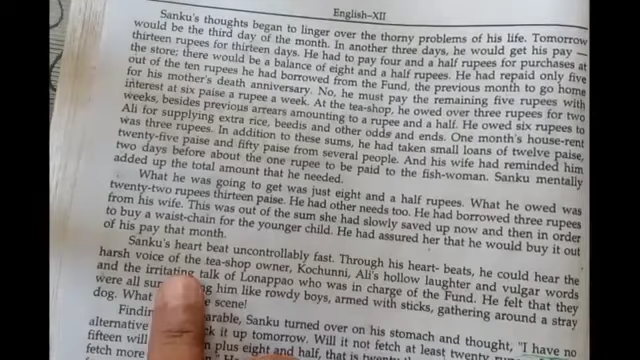 English–XII
Sanku's thoughts began to linger over the thorny problems of his life. Tomorrow
would be the third day of the month. In another three days, he would get his pay —
thirteen rupees for thirteen days. He had to pay four and a half rupees for purchases at
the store; there would be a balance of eight and a half rupees. He had repaid only five
out of the ten rupees he had borrowed from the Fund, the previous month to go home
for his mother's death anniversary. No, he must pay the remaining five rupees with
interest at six paise a rupee a week. At the tea-shop, he owed over three rupees for two
weeks, besides previous arrears amounting to a rupee and a half. He owed six rupees to
Ali for supplying extra rice, beedis and other odds and ends. One month's house-rent
was three rupees. In addition to these sums, he had taken small loans of twelve paise,
twenty-five paise and fifty paise from several people. And his wife had reminded him
two days before about the one rupee to be paid to the fish-woman. Sanku mentally
added up the total amount that he needed.
What he was going to get was just eight and a half rupees. What he owed was
twenty-two rupees thirteen paise. He had other needs too. He had borrowed three rupees
from his wife. This was out of the sum she had slowly saved up now and then in order
to buy a waist-chain for the younger child. He had assured her that he would buy it out
of his pay that month.
Sanku's heart beat uncontrollably fast. Through his heart- beats, he could hear the
harsh voice of the tea-shop owner, Kochunni, Ali's hollow laughter and vulgar words
and the irritating talk of Lonappao who was in charge of the Fund. He felt that they
were all him like rowdy boys, armed with sticks, gathering around a stray
dog. What scene!
Sanku turned over on his stomach and thought, "I have no
alternative it up tomorrow. Will it not fetch at least twenty
fifteen will plus eight and half, that is
fetch more